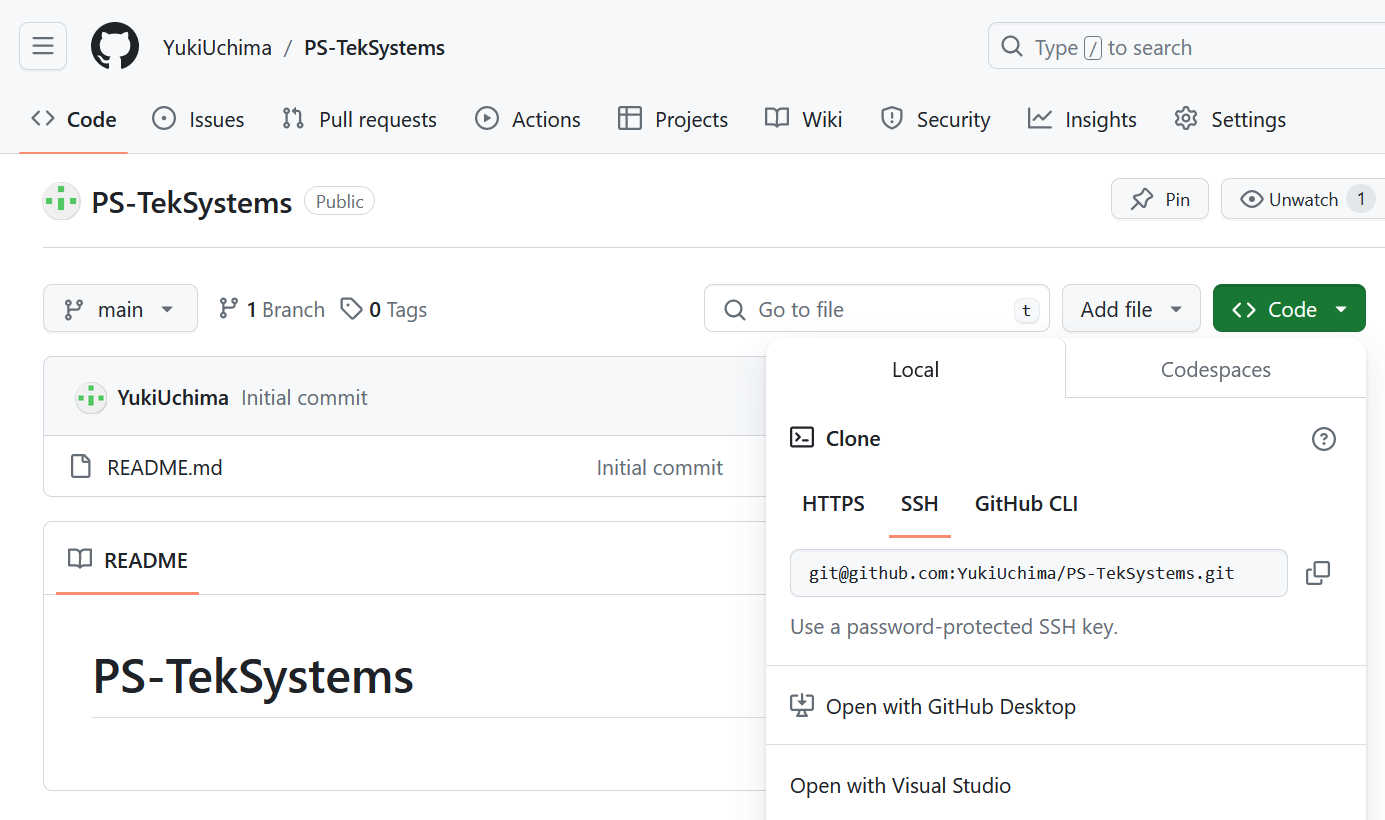 YukiUchima / PS-TekSystems
Type / to search
Code Issues Pull requests Actions Projects Wiki Security Insights Settings
PS-TekSystems Public
Pin Unwatch 1
main 1 Branch 0 Tags
Go to file t
Add file
Code
Local Codespaces
YukiUchima Initial commit
README.md Initial commit
README
PS-TekSystems
Clone
HTTPS SSH GitHub CLI
git@github.com:YukiUchima/PS-TekSystems.git
Use a password-protected SSH key.
Open with GitHub Desktop
Open with Visual Studio